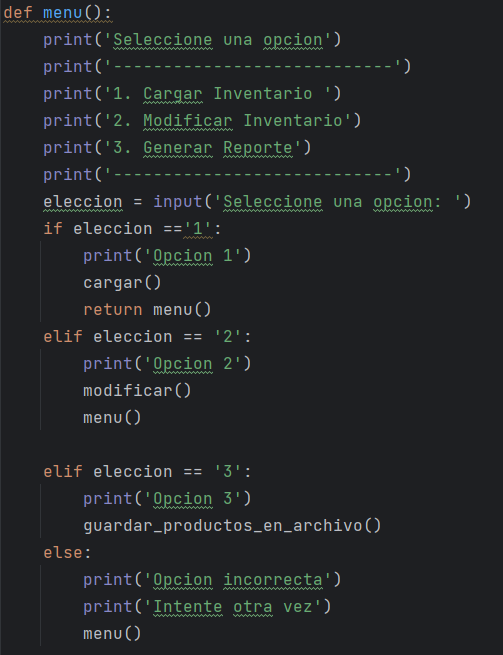 def menu():
    print('Seleccione una opcion')
    print('----------------------------')
    print('1. Cargar Inventario ')
    print('2. Modificar Inventario')
    print('3. Generar Reporte')
    print('----------------------------')
    eleccion = input('Seleccione una opcion: ')
    if eleccion =='1':
        print('Opcion 1')
        cargar()
        return menu()
    elif eleccion == '2':
        print('Opcion 2')
        modificar()
        menu()

    elif eleccion == '3':
        print('Opcion 3')
        guardar_productos_en_archivo()
    else:
        print('Opcion incorrecta')
        print('Intente otra vez')
        menu()